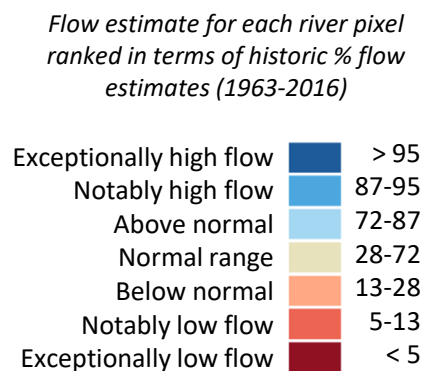 Flow estimate for each river pixel
ranked in terms of historic % flow
estimates (1963-2016)
Exceptionally high flow > 95
Notably high flow 87-95
Above normal 72-87
Normal range 28-72
Below normal 13-28
Notably low flow 5-13
Exceptionally low flow < 5